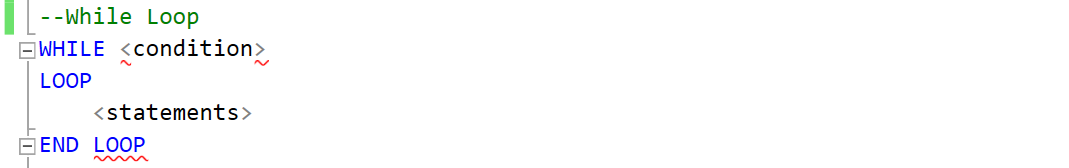 --While Loop
WHILE <condition>
LOOP
    <statements>
END LOOP